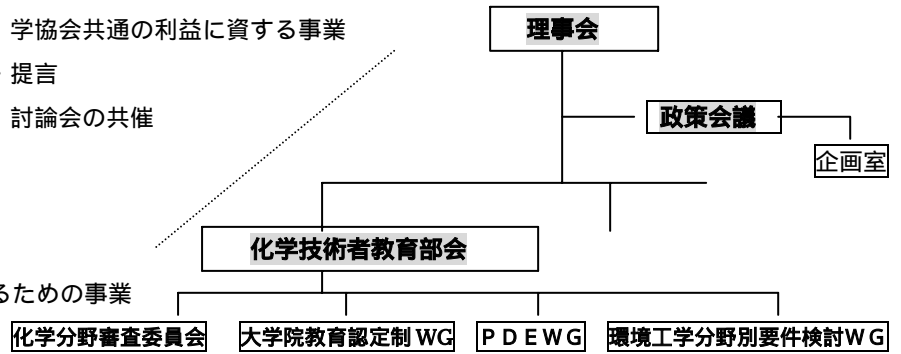 学協会共通の利益に資する事業
理事会
提言
討論会の共催
政策会議
企画室
化学技術者教育部会
るための事業
化学分野審査委員会
大学院教育認定制 WG
ＰＤＥＷＧ
環境工学分野別要件検討ＷＧ